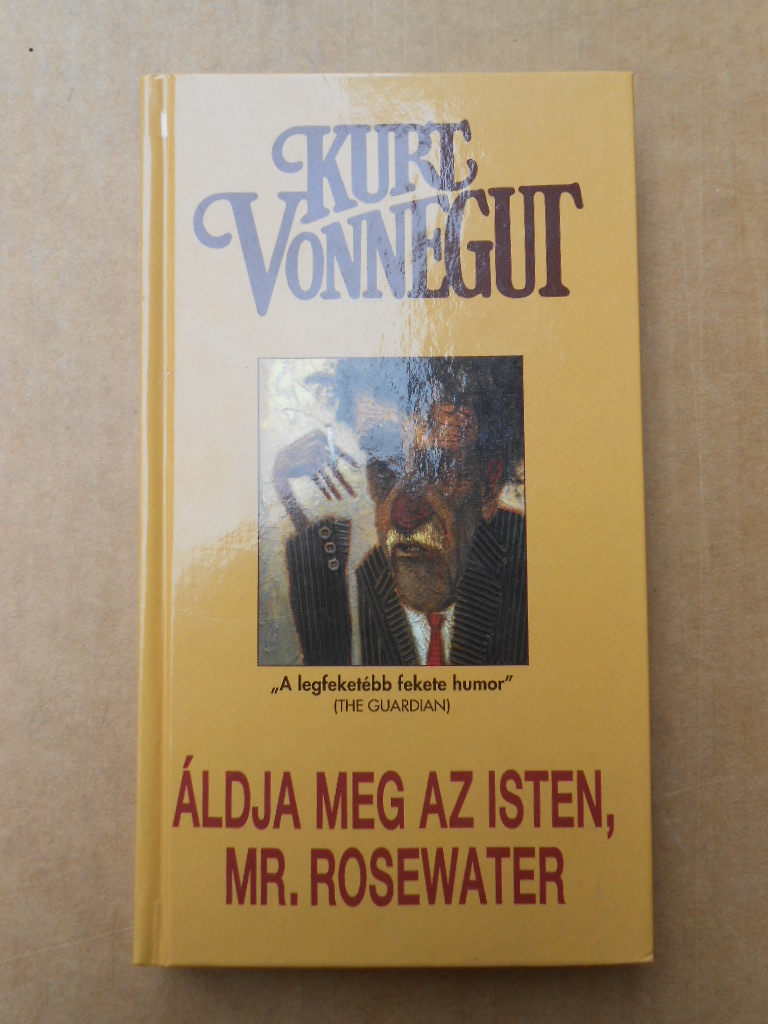 KURT
VONNEGUT
„A legfeketébb fekete humor”
(THE GUARDIAN)
ÁLDJA MEG AZ ISTEN,
MR. ROSEWATER